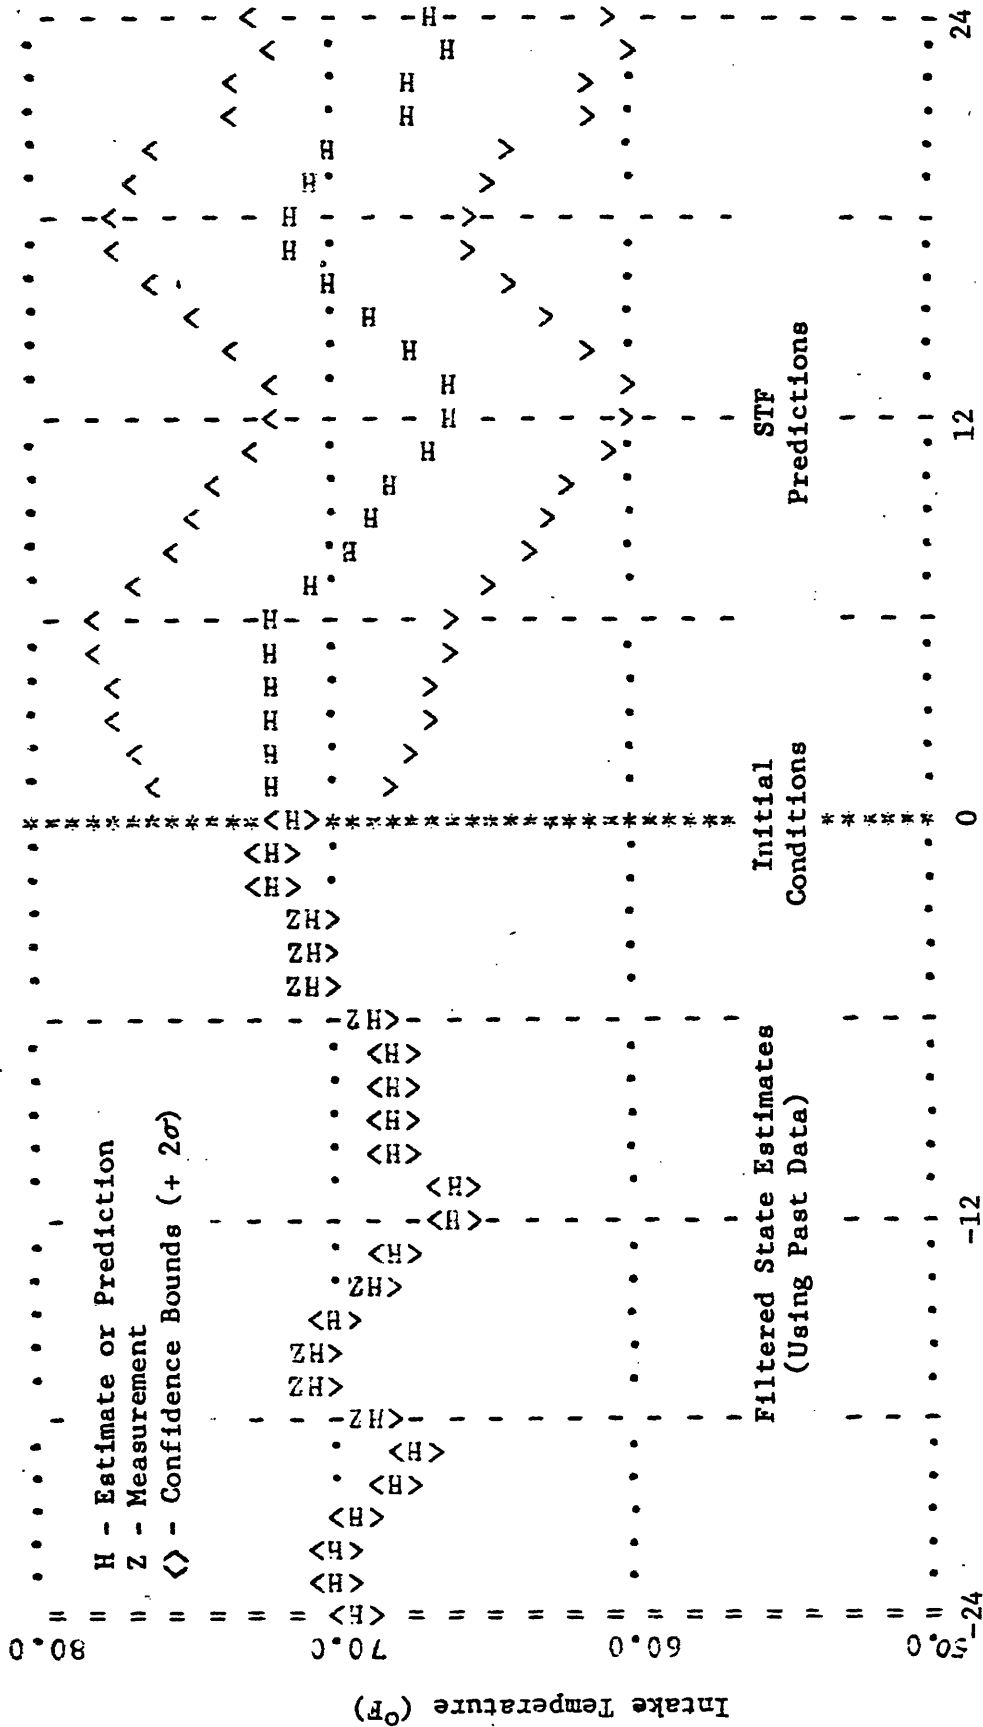 H - Estimate or Prediction
Z - Measurement
<> - Confidence Bounds (+ 2σ)
Intake Temperature (°F)
80.0
70.0
60.0
50.0
-24
-12
0
12
24
Filtered State Estimates
(Using Past Data)
Initial
Conditions
STF
Predictions